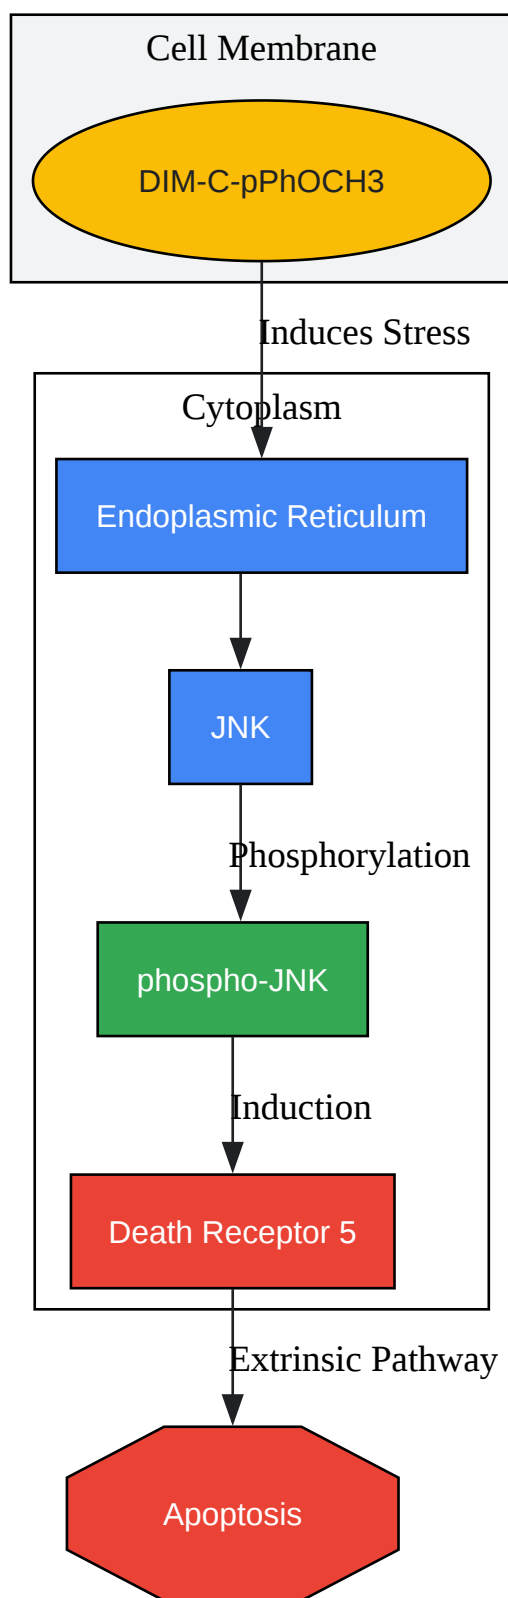 Cell Membrane
DIM-C-pPhOCH3
Induces Stress
Cytoplasm
Endoplasmic Reticulum
JNK
Phosphorylation
phospho-JNK
Induction
Death Receptor 5
Extrinsic Pathway
Apoptosis